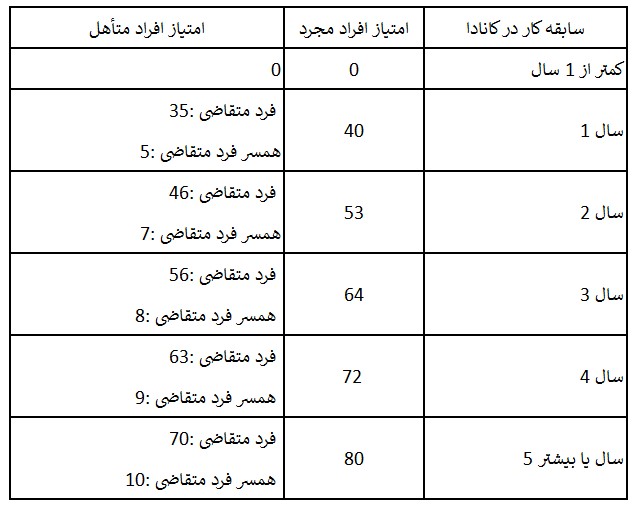 سابقه کار در کانادا	امتیاز افراد مجرد	امتیاز افراد متأهل
کمتر از 1 سال	0	0
سال 1	40	فرد متقاضی :35
همسر فرد متقاضی :5
سال 2	53	فرد متقاضی :46
همسر فرد متقاضی :7
سال 3	64	فرد متقاضی :56
همسر فرد متقاضی :8
سال 4	72	فرد متقاضی :63
همسر فرد متقاضی :9
سال یا بیشتر 5	80	فرد متقاضی :70
همسر فرد متقاضی :10